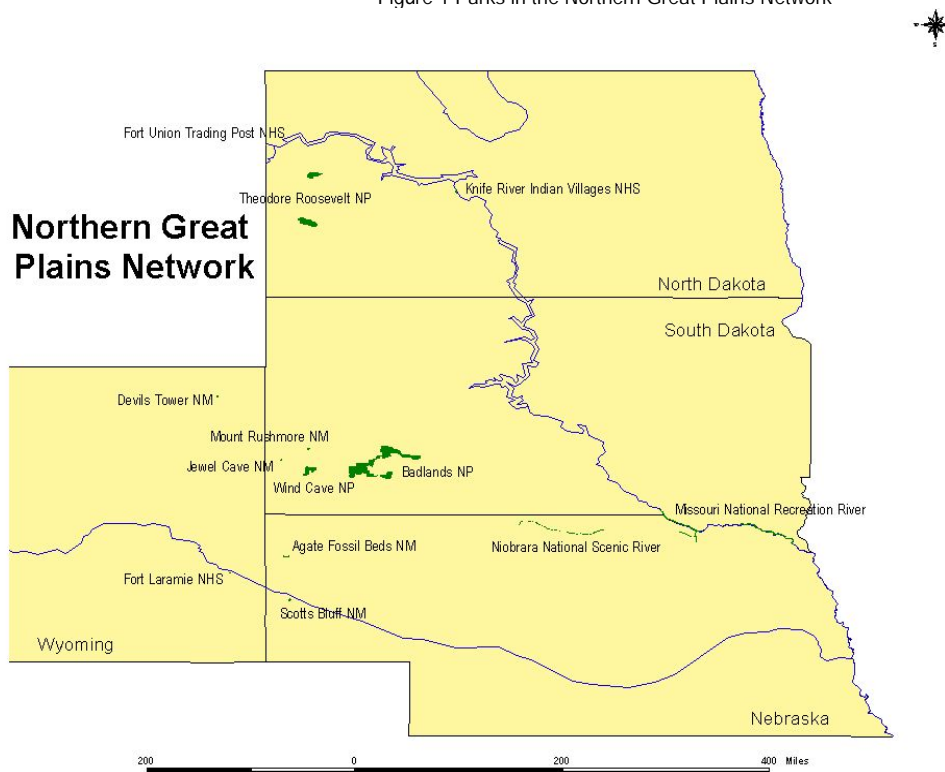 Figure 1 Parks in the Northern Great Plains Network
S
Fort Union Trading Post NHS
Knife River Indian Villages NHS
Theodore Roosevelt NP
Northern Great
Plains Network
North Dakota
South Dakota
Devils Tower NM
Mount Rushmore NM
Jewel Cave NM
Badlands NP
Wind Cave NP
Missouri National Recreation River
Agate Fossil Beds NM
Niobrara National Scenic River
Fort Laramie NHS
Scotts Bluff NM
Wyoming
Nebraska
200 0 200 400 Miles